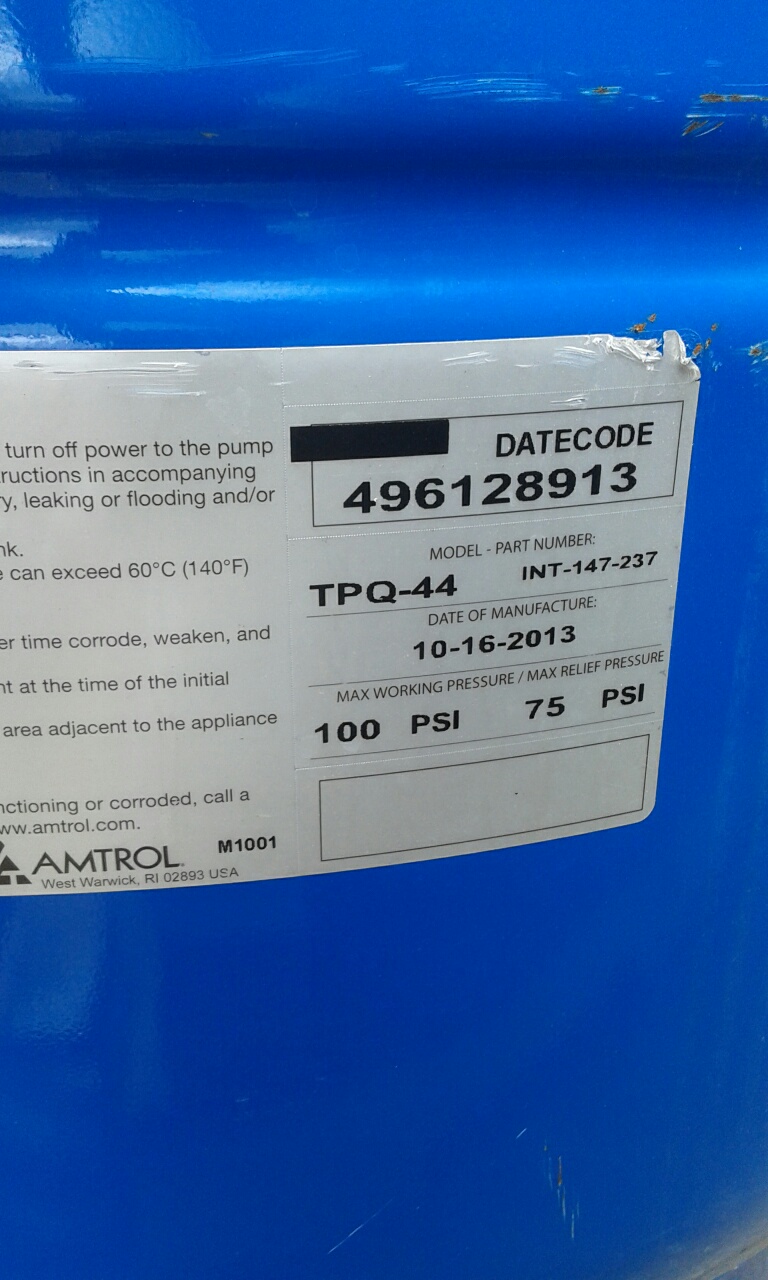 turn off power to the pump
ructions in accompanying
y, leaking or flooding and/or
nk.
e can exceed 60°C (140°F)
er time corrode, weaken, and
nt at the time of the initial
area adjacent to the appliance
nctioning or corroded, call a
ww.amtrol.com.
AMTROL M1001
West Warwick, RI 02893 USA
DATECODE
496128913
MODEL - PART NUMBER:
TPQ-44 INT-147-237
DATE OF MANUFACTURE:
10-16-2013
MAX WORKING PRESSURE / MAX RELIEF PRESSURE
100 PSI 75 PSI